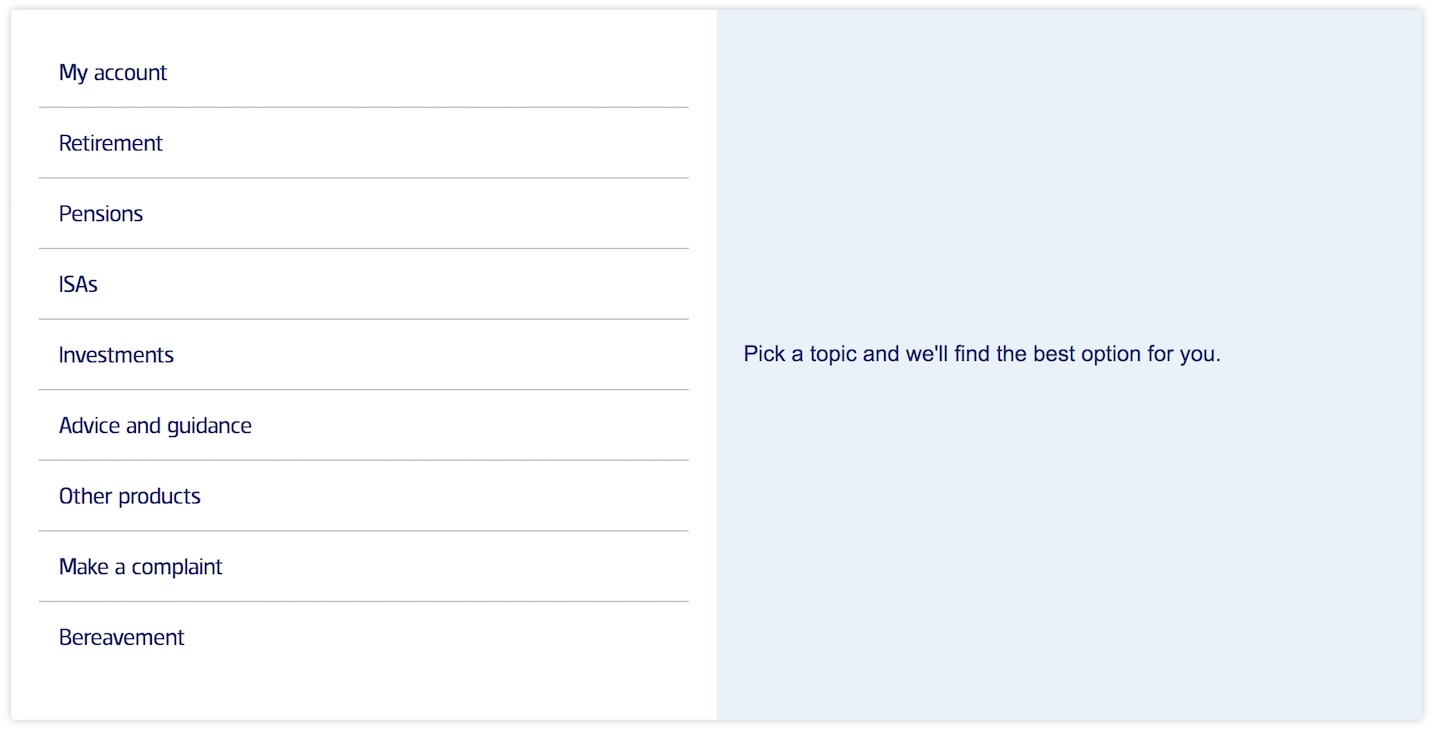 My account
Retirement
Pensions
ISAs
Investments
Advice and guidance
Other products
Make a complaint
Bereavement
Pick a topic and we'll find the best option for you.